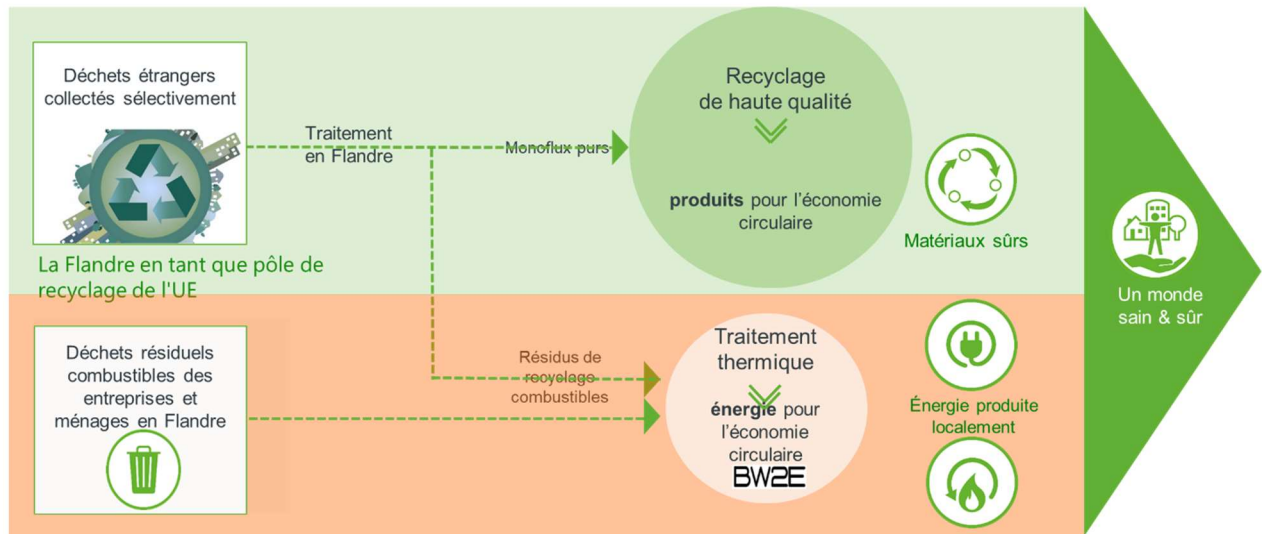 Déchets étrangers
collectés sélectivement
La Flandre en tant que pôle de
recyclage de l'UE
Traitement
en Flandre
Monoflux purs
Recyclage
de haute qualité
produits pour l'économie
circulaire
Matériaux sûrs
Déchets résiduels
combustibles des
entreprises et
ménages en Flandre
Résidus de
recyclage
combustibles
Traitement
thermique
énergie pour
l'économie
circulaire
BW2E
Énergie produite
localement
Un monde
sain & sûr